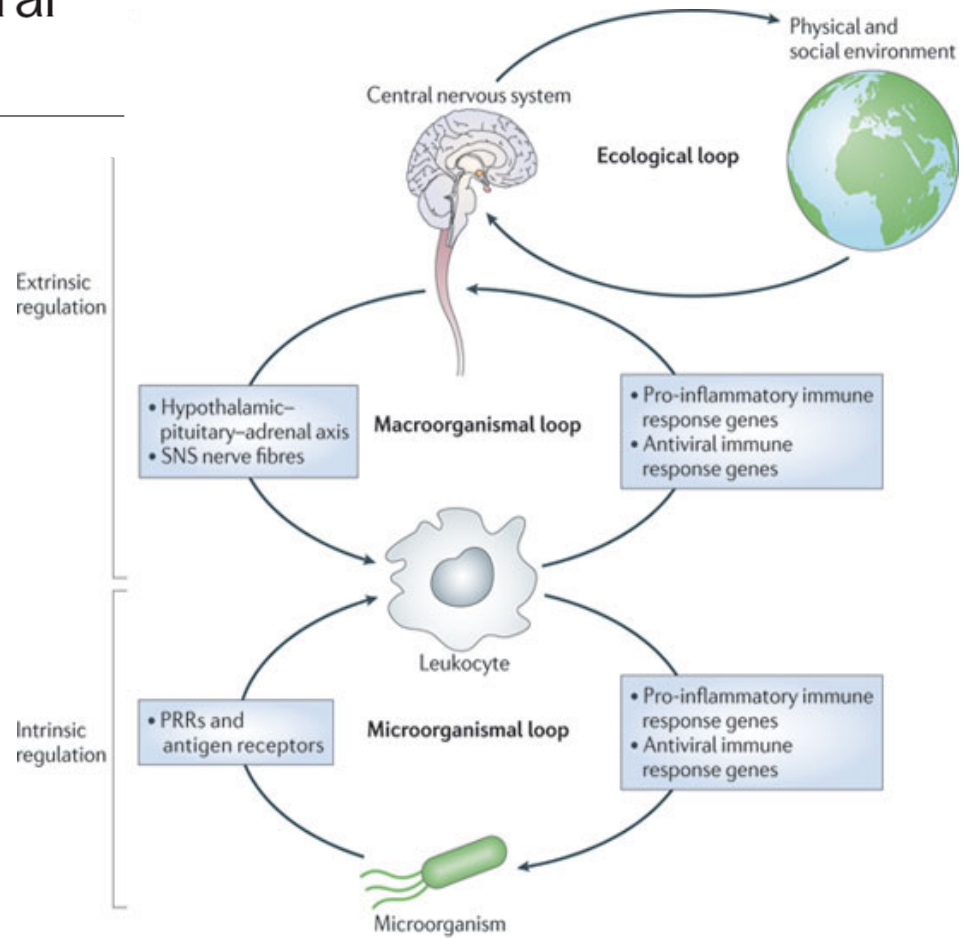 Physical and
social environment
Central nervous system
Ecological loop
Extrinsic
regulation
• Hypothalamic–
pituitary–adrenal axis
• SNS nerve fibres
Macroorganismal loop
• Pro-inflammatory immune
response genes
• Antiviral immune
response genes
Leukocyte
Intrinsic
regulation
• PRRs and
antigen receptors
Microorganismal loop
• Pro-inflammatory immune
response genes
• Antiviral immune
response genes
Microorganism